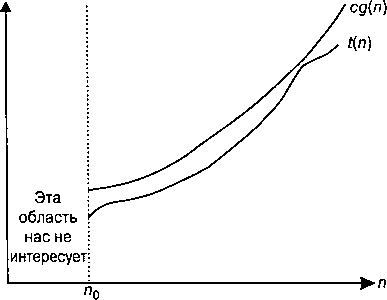 cg(n)
t(n)
Эта
область
нас не
интересует
n₀
n